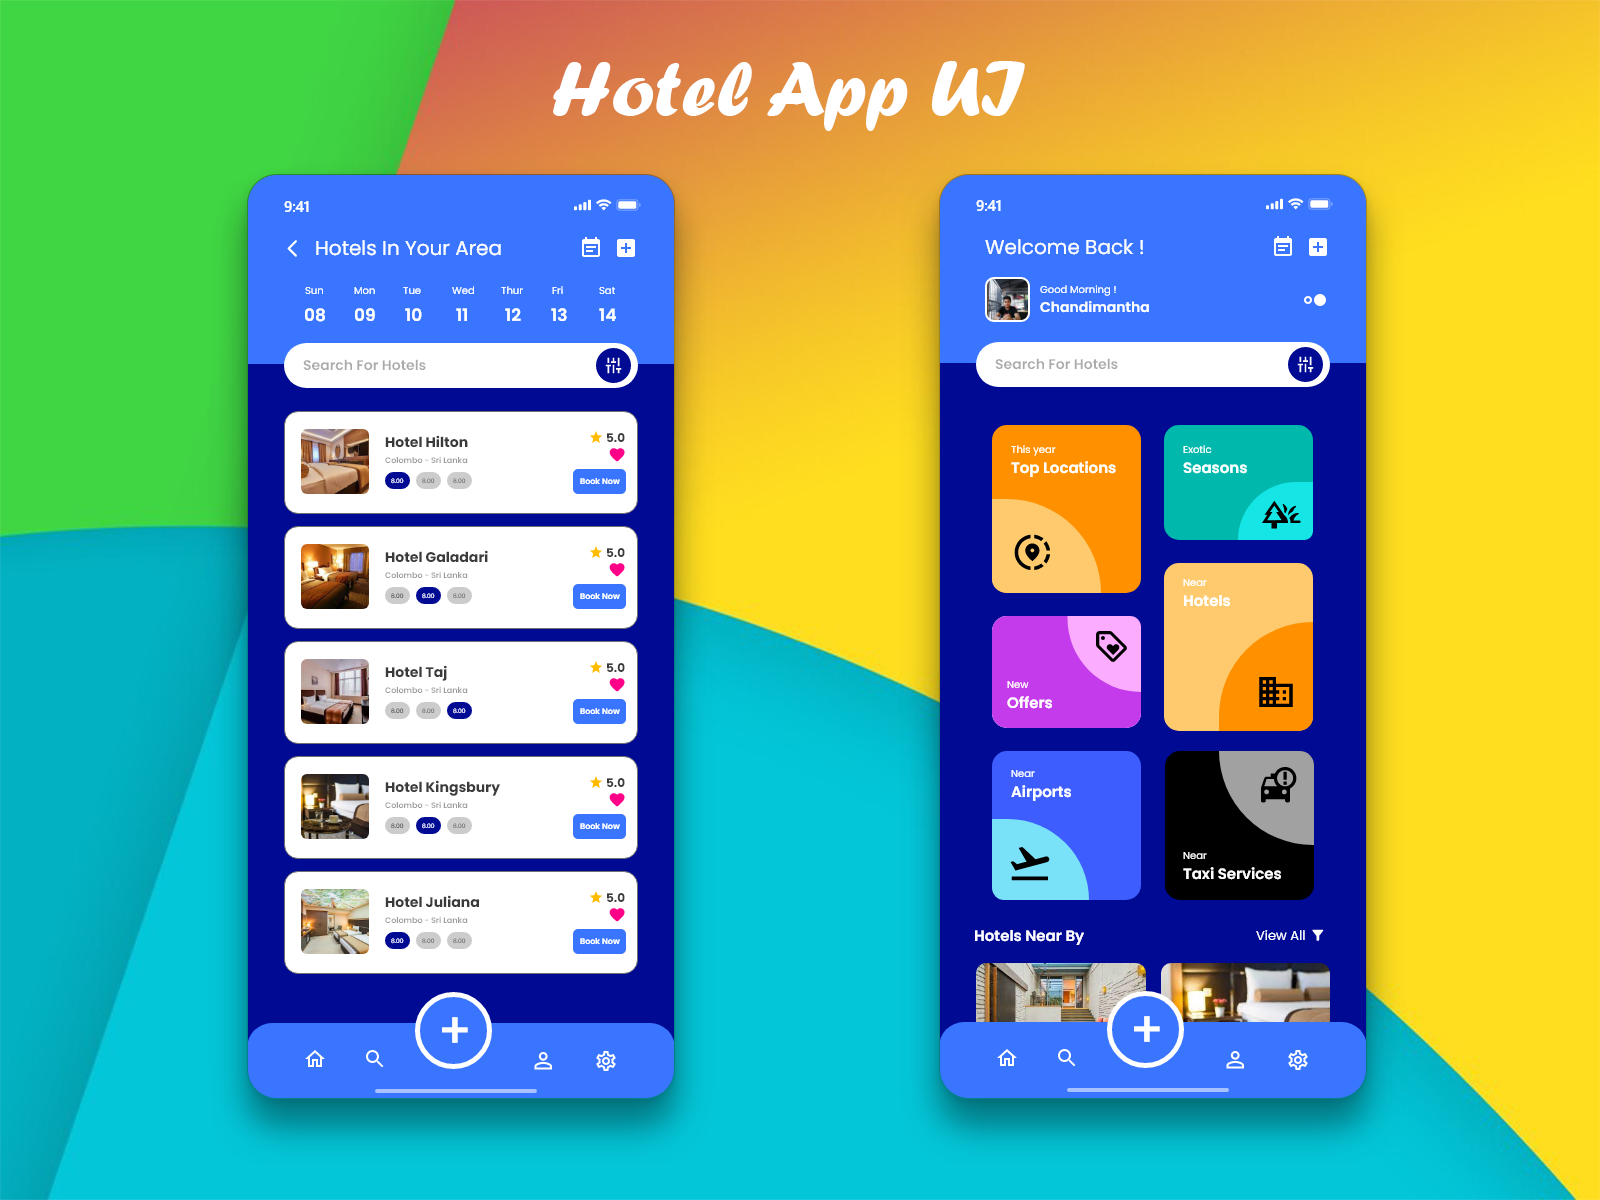 Hotel App UI
9:41
Hotels In Your Area
Sun Mon Tue Wed Thur Fri Sat
08 09 10 11 12 13 14
Search For Hotels
Hotel Hilton
Colombo - Sri Lanka
8.00 8.00 8.00
5.0
Book Now
Hotel Galadari
Colombo - Sri Lanka
8.00 8.00 8.00
5.0
Book Now
Hotel Taj
Colombo - Sri Lanka
8.00 8.00 8.00
5.0
Book Now
Hotel Kingsbury
Colombo - Sri Lanka
8.00 8.00 8.00
5.0
Book Now
Hotel Juliana
Colombo - Sri Lanka
8.00 8.00 8.00
5.0
Book Now
9:41
Welcome Back !
Good Morning !
Chandimantha
Search For Hotels
This year
Top Locations
Exotic
Seasons
Near
Hotels
New
Offers
Near
Airports
Near
Taxi Services
Hotels Near By
View All